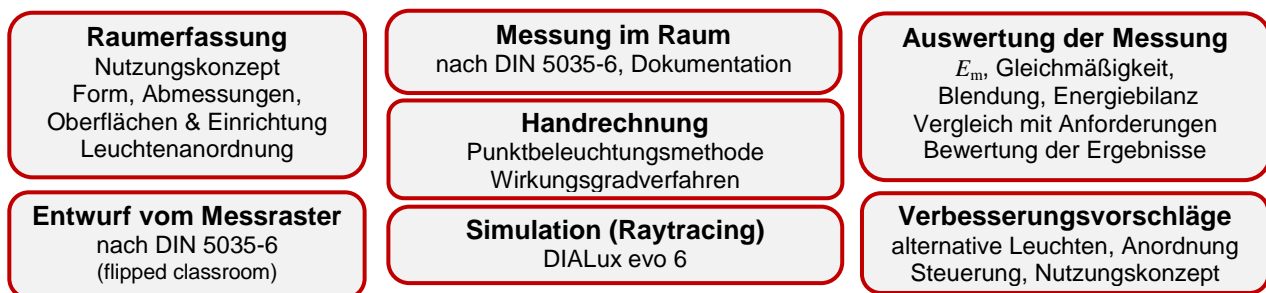 Raumerfassung
Nutzungskonzept
Form, Abmessungen,
Oberflächen & Einrichtung
Leuchtenanordnung
Entwurf vom Messraster
nach DIN 5035-6
(flipped classroom)
Messung im Raum
nach DIN 5035-6, Dokumentation
Handrechnung
Punktbeleuchtungsmethode
Wirkungsgradverfahren
Simulation (Raytracing)
DIALux evo 6
Auswertung der Messung
Em, Gleichmäßigkeit,
Blendung, Energiebilanz
Vergleich mit Anforderungen
Bewertung der Ergebnisse
Verbesserungsvorschläge
alternative Leuchten, Anordnung
Steuerung, Nutzungskonzept